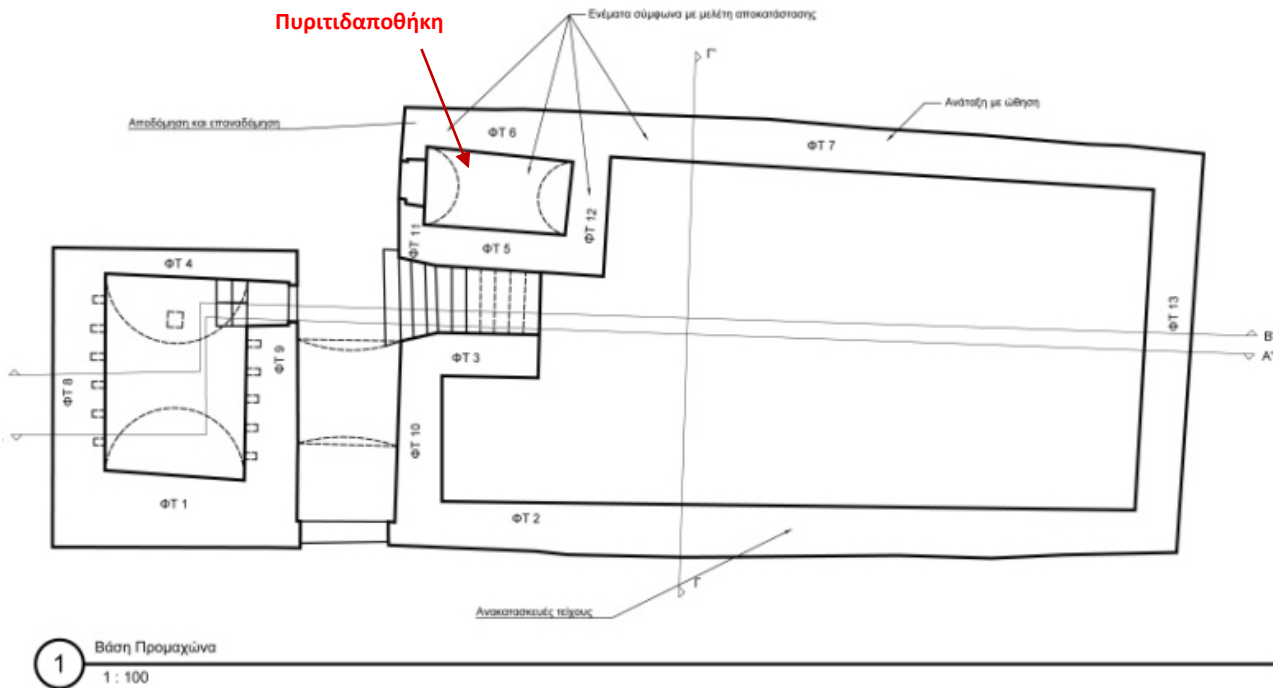 Πυριτιδαποθήκη
Ενέματα σύμφωνα με μελέτη αποκατάστασης
Γ'
Αποδόμηση και επαναδόμηση
Ανάταξη με ώθηση
ΦΤ 6
ΦΤ 7
ΦΤ 12
ΦΤ 11
ΦΤ 5
ΦΤ 4
ΦΤ 13
Β'
Α'
ΦΤ 3
ΦΤ 9
ΦΤ 8
ΦΤ 10
ΦΤ 1
ΦΤ 2
Γ
Ανακατασκευές τείχους
1
Βάση Προμαχώνα
1 : 100